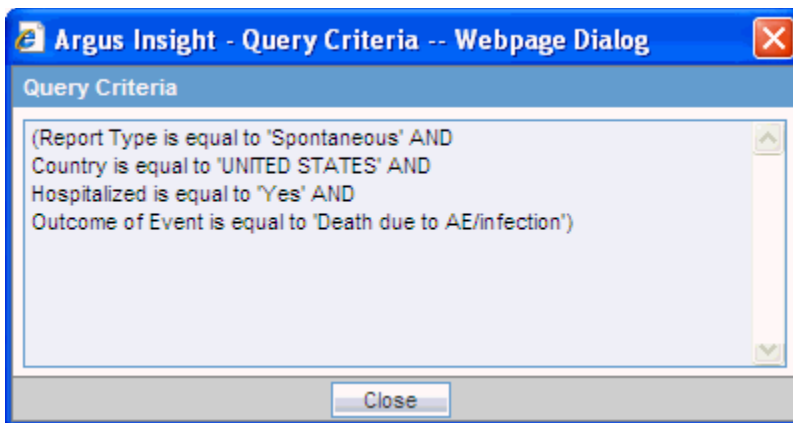 Argus Insight - Query Criteria -- Webpage Dialog
Query Criteria
(Report Type is equal to 'Spontaneous' AND
Country is equal to 'UNITED STATES' AND
Hospitalized is equal to 'Yes' AND
Outcome of Event is equal to 'Death due to AE/infection')
Close